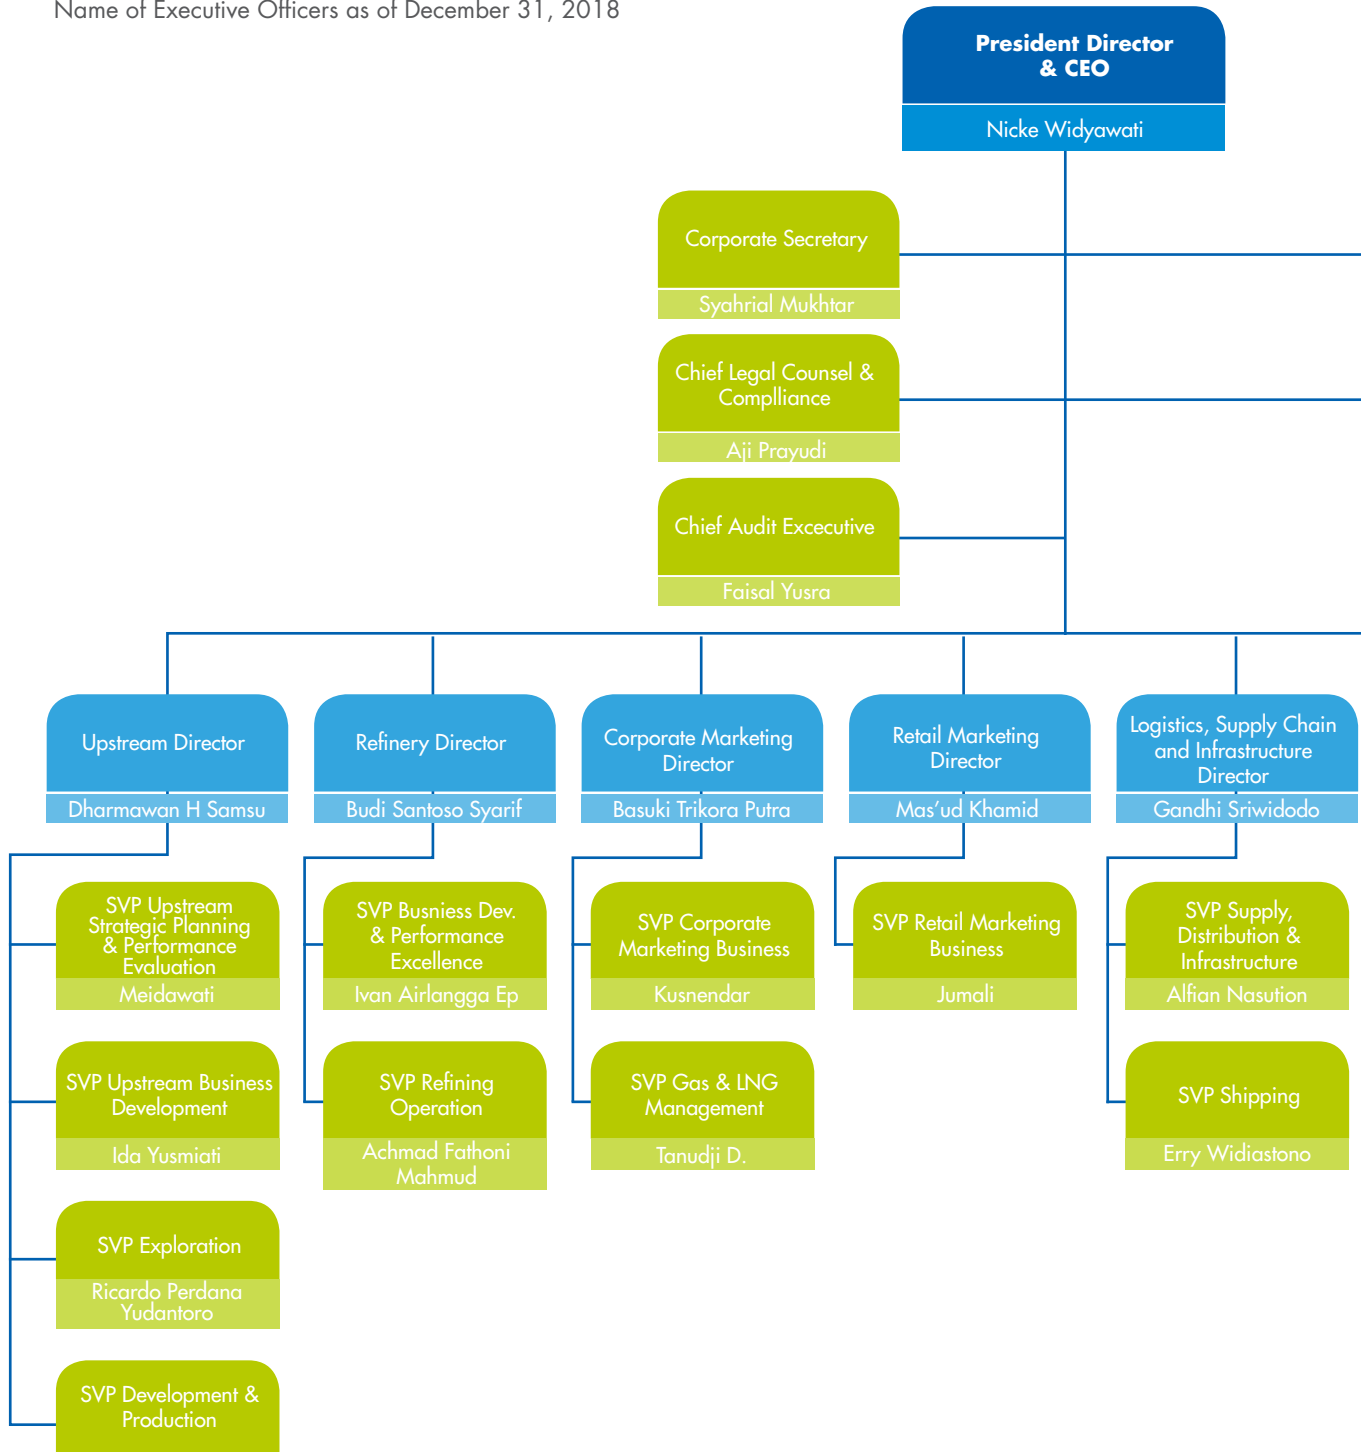 Name of Executive Officers as of December 31, 2018
President Director
& CEO
Nicke Widyawati
Corporate Secretary
Syahrial Mukhtar
Chief Legal Counsel &
Complliance
Aji Prayudi
Chief Audit Excecutive
Faisal Yusra
Upstream Director
Dharmawan H Samsu
Refinery Director
Budi Santoso Syarif
Corporate Marketing
Director
Basuki Trikora Putra
Retail Marketing
Director
Mas’ud Khamid
Logistics, Supply Chain
and Infrastructure
Director
Gandhi Sriwidodo
SVP Upstream
Strategic Planning
& Performance
Evaluation
Meidawati
SVP Busniess Dev.
& Performance
Excellence
Ivan Airlangga Ep
SVP Corporate
Marketing Business
Kusnendar
SVP Retail Marketing
Business
Jumali
SVP Supply,
Distribution &
Infrastructure
Alfian Nasution
SVP Upstream Business
Development
Ida Yusmiati
SVP Refining
Operation
Achmad Fathoni
Mahmud
SVP Gas & LNG
Management
Tanudji D.
SVP Shipping
Erry Widiastono
SVP Exploration
Ricardo Perdana
Yudantoro
SVP Development &
Production